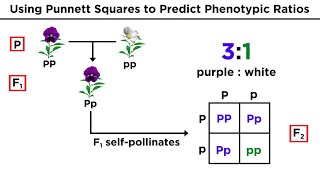 Using Punnett Squares to Predict Phenotypic Ratios
P
PP
pp
3:1
purple : white
F₁
Pp
P p
P PP Pp
p Pp pp
F₂
F₁ self-pollinates